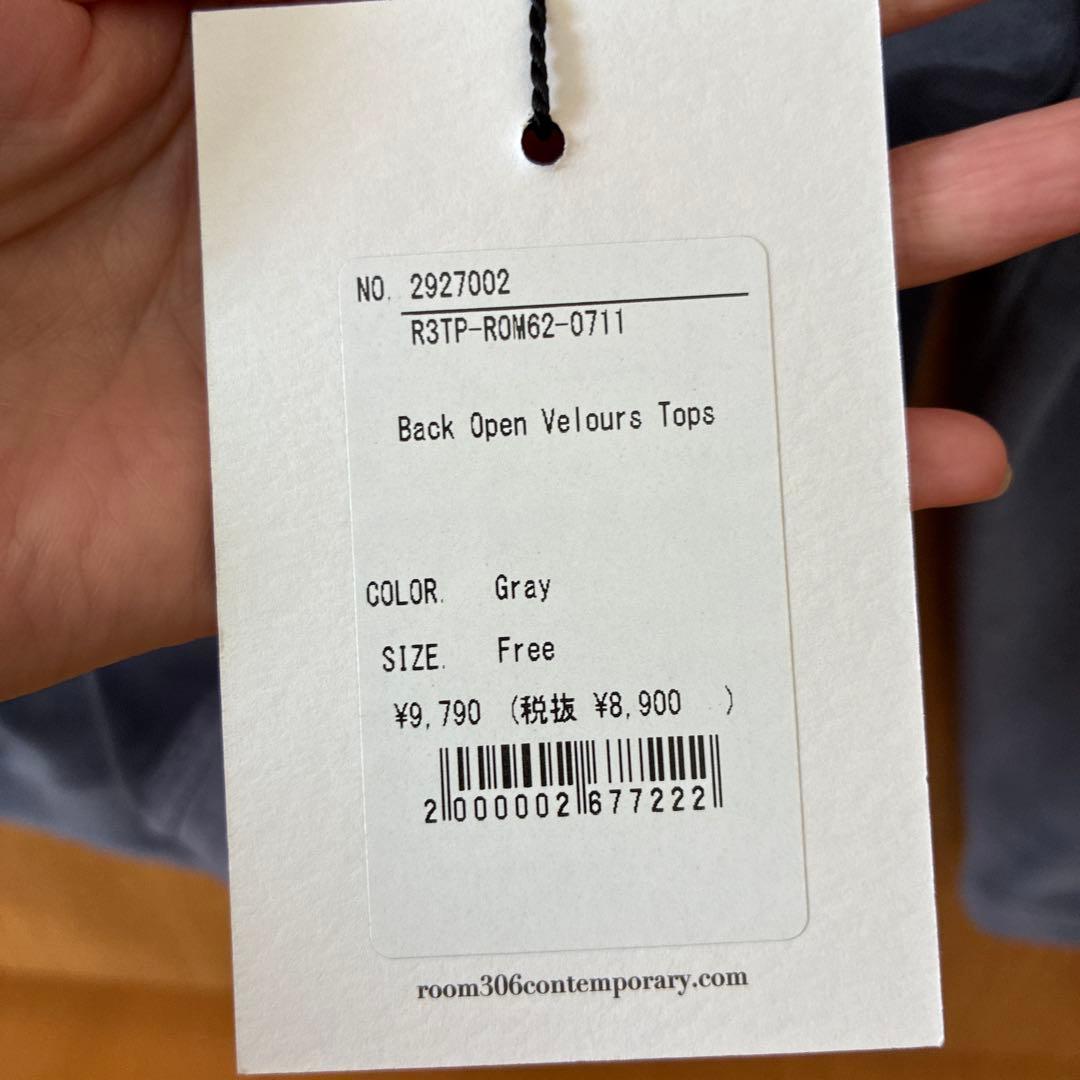 NO. 2927002
R3TP-ROM62-0711
Back Open Velours Tops
COLOR. Gray
SIZE. Free
¥9,790 (税抜 ¥8,900 )
2000002677222
room306contemporary.com